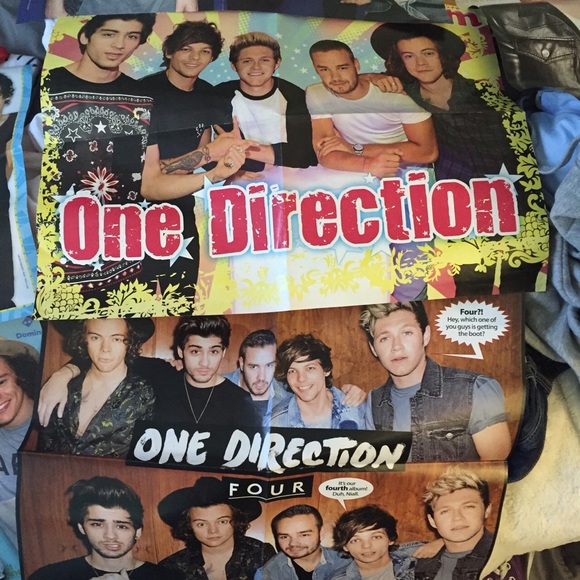 One Direction
Four?!
Hey, which one of
you guys is getting
the boot?
ONE DIRECTION
FOUR
It's our
fourth album!
Duh, Niall.